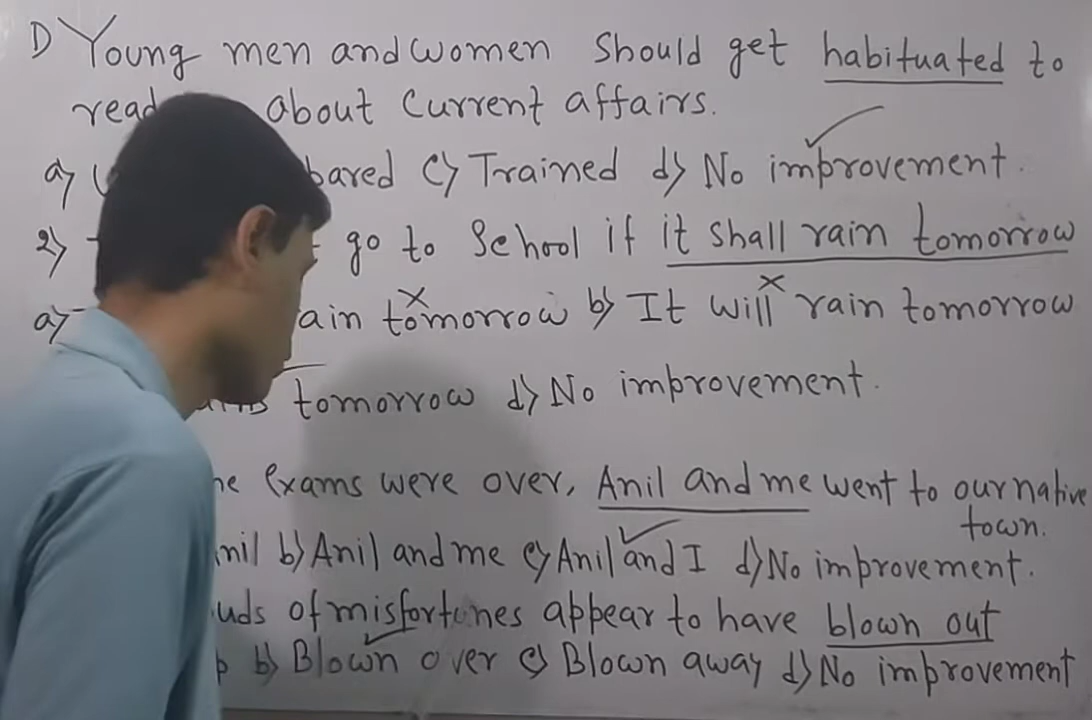 D Young men and women Should get habituated to
read about Current affairs.
a) bared c) Trained d) No improvement.
2) go to School if it shall rain tomorrow
a) ain tomorrow b) It will rain tomorrow
tomorrow d) No improvement.
he exams were over, Anil and me went to our native
town.
nil b) Anil and me c) Anil and I d) No improvement.
uds of misfortunes appear to have blown out
p b) Blown over c) Blown away d) No improvement